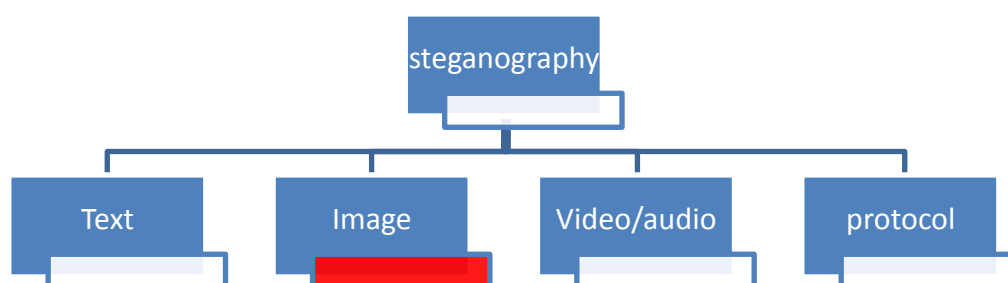 steganography
Text
Image
Video/audio
protocol